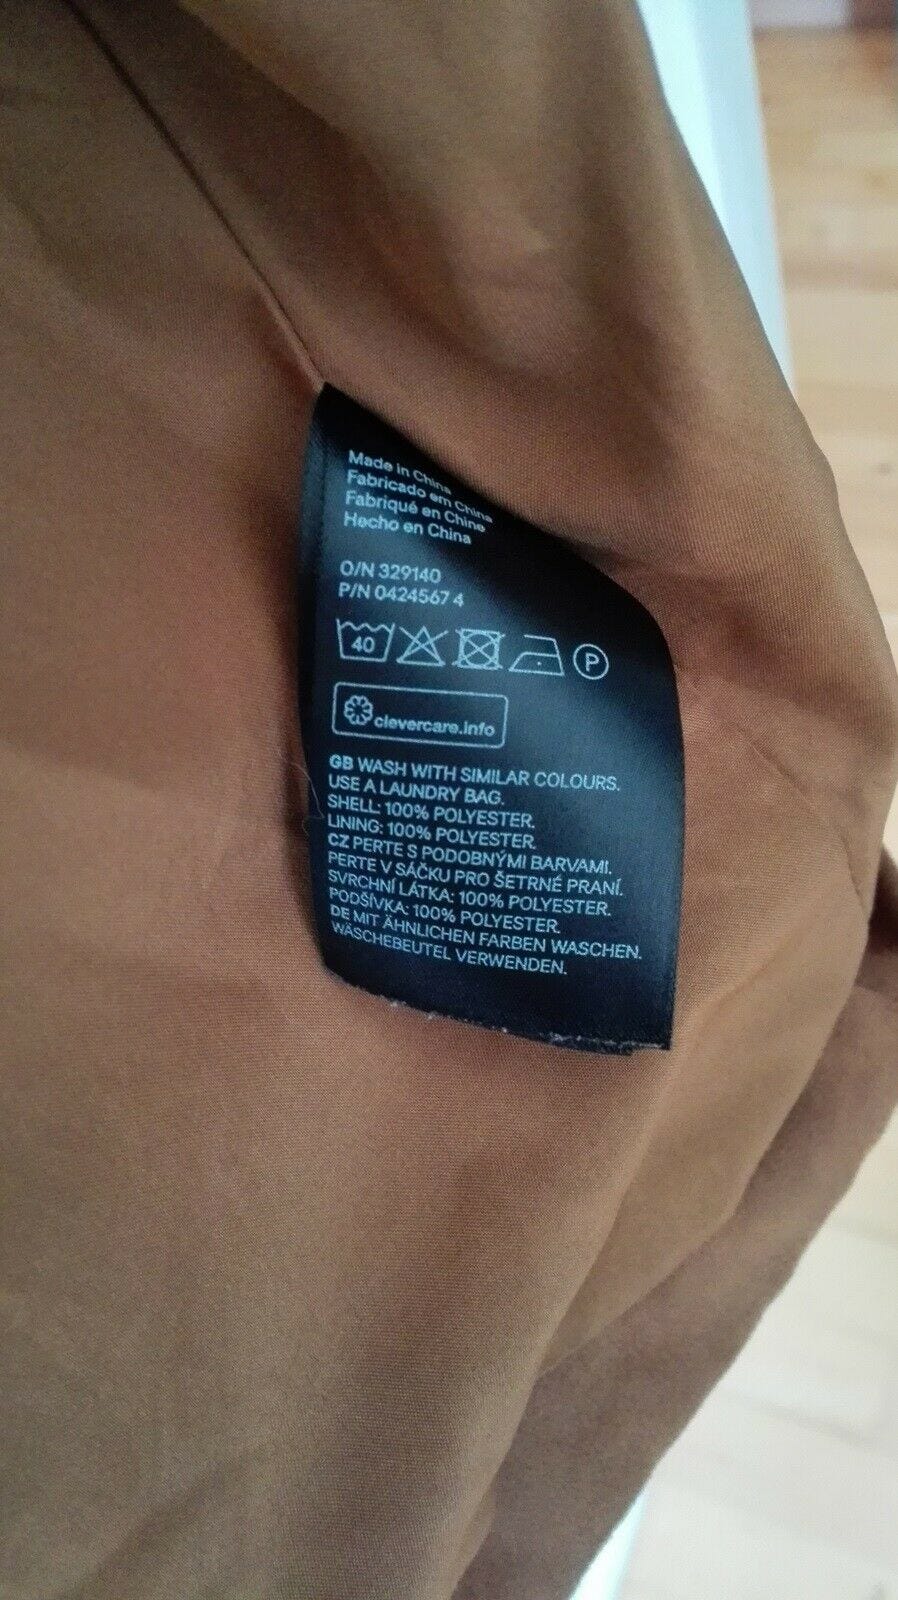 Made in China
Fabricado em China
Fabriqué en Chine
Hecho en China
O/N 329140
P/N 0424567 4
40 P
clevercare.info
GB WASH WITH SIMILAR COLOURS.
USE A LAUNDRY BAG.
SHELL: 100% POLYESTER.
LINING: 100% POLYESTER.
CZ PERTE S PODOBNÝMI BARVAMI.
PERTE V SÁČKU PRO ŠETRNÉ PRANÍ.
SVRCHNÍ LÁTKA: 100% POLYESTER.
PODŠÍVKA: 100% POLYESTER.
DE MIT ÄHNLICHEN FARBEN WASCHEN.
WÄSCHEBEUTEL VERWENDEN.